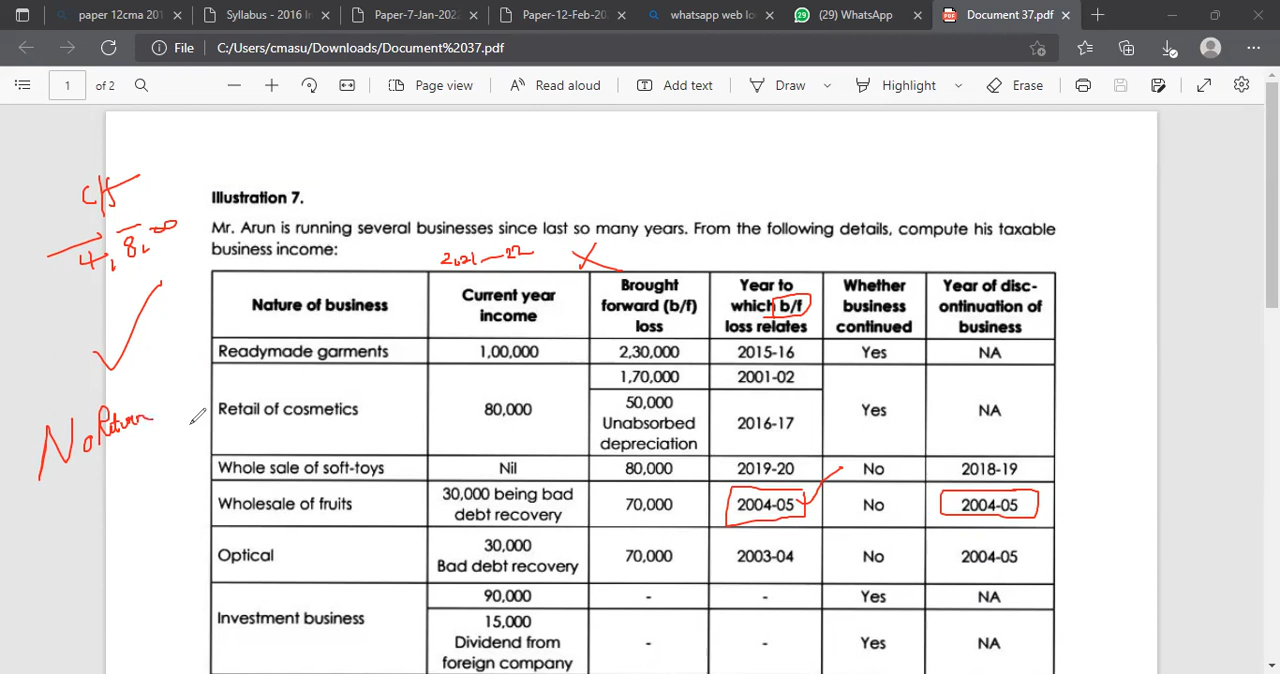 paper 12cma 201
Syllabus - 2016 In
Paper-7-Jan-2022
Paper-12-Feb-20
whatsapp web lo
(29) WhatsApp
Document 37.pdf
File C:/Users/cmasu/Downloads/Document%2037.pdf
1 of 2
Page view
Read aloud
Add text
Draw
Highlight
Erase
Illustration 7.
Mr. Arun is running several businesses since last so many years. From the following details, compute his taxable
business income:
2021-22
4, 8,
No Return
Nature of business | Current year income | Brought forward (b/f) loss | Year to which b/f loss relates | Whether business continued | Year of disc-ontinuation of business
Readymade garments | 1,00,000 | 2,30,000 | 2015-16 | Yes | NA
Retail of cosmetics | 80,000 | 1,70,000 | 2001-02 | Yes | NA
50,000 Unabsorbed depreciation | 2016-17
Whole sale of soft-toys | Nil | 80,000 | 2019-20 | No | 2018-19
Wholesale of fruits | 30,000 being bad debt recovery | 70,000 | 2004-05 | No | 2004-05
Optical | 30,000 Bad debt recovery | 70,000 | 2003-04 | No | 2004-05
Investment business | 90,000 | - | - | Yes | NA
15,000 Dividend from foreign company | - | - | Yes | NA